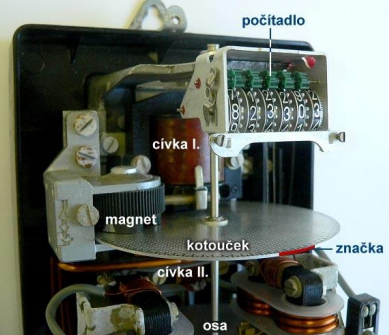 počítadlo
cívka I.
magnet
kotouček
značka
cívka II.
osa